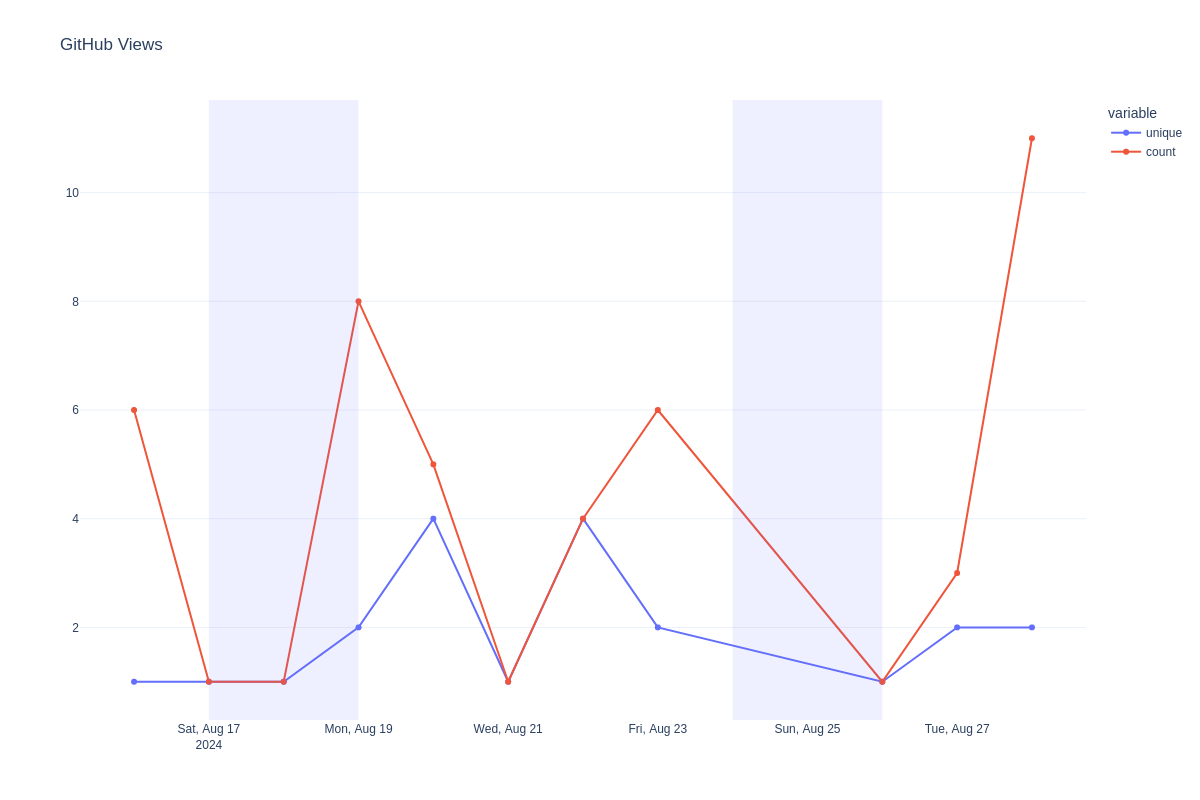 GitHub Views
variable
unique
count
10
8
6
4
2
Sat, Aug 17
2024
Mon, Aug 19
Wed, Aug 21
Fri, Aug 23
Sun, Aug 25
Tue, Aug 27